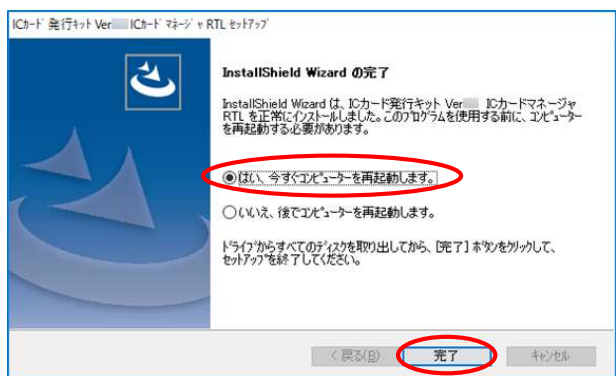 ICｶｰﾄﾞ 発行ｷｯﾄ Ver ICｶｰﾄﾞ ﾏﾈｰｼﾞｬ RTL ｾｯﾄｱｯﾌﾟ
InstallShield Wizard の完了
InstallShield Wizard は、ICカード発行キット Ver ICカードマネージャ
RTL を正常にインストールしました。このプログラムを使用する前に、コンピューター
を再起動する必要があります。
はい、今すぐコンピューターを再起動します。
いいえ、後でコンピューターを再起動します。
ドライブからすべてのディスクを取り出してから、[完了] ボタンをクリックして、
セットアップを終了してください。
< 戻る(B)
完了
キャンセル